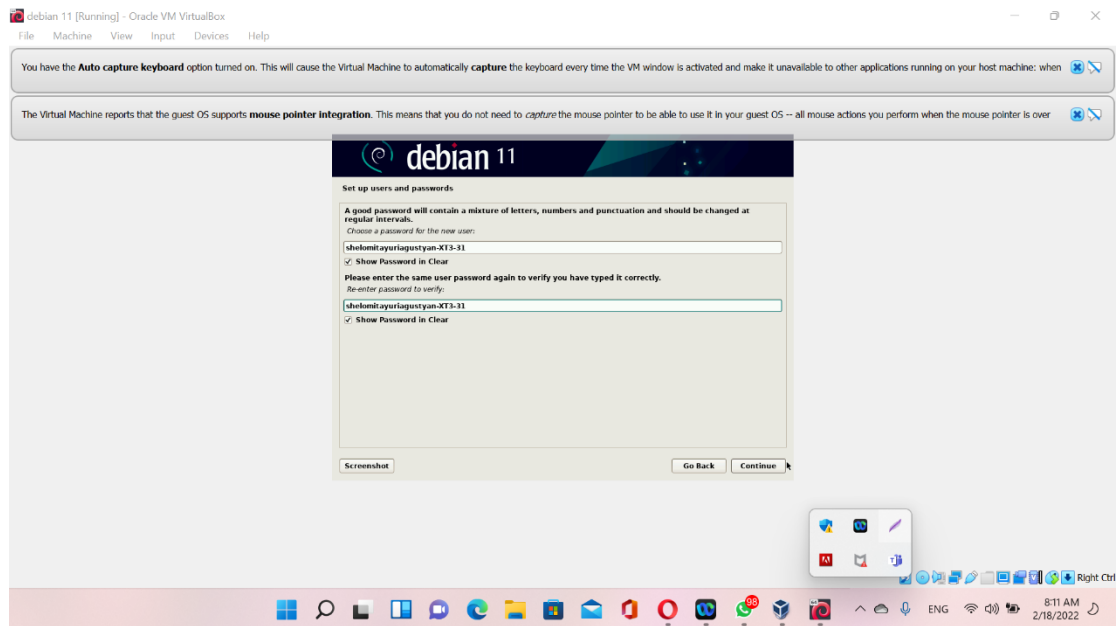 debian 11 [Running] - Oracle VM VirtualBox
File Machine View Input Devices Help
You have the Auto capture keyboard option turned on. This will cause the Virtual Machine to automatically capture the keyboard every time the VM window is activated and make it unavailable to other applications running on your host machine: when
The Virtual Machine reports that the guest OS supports mouse pointer integration. This means that you do not need to capture the mouse pointer to be able to use it in your guest OS -- all mouse actions you perform when the mouse pointer is over
debian 11
Set up users and passwords
A good password will contain a mixture of letters, numbers and punctuation and should be changed at
regular intervals.
Choose a password for the new user:
shelomitayuriagustyan-XT3-31
Show Password in Clear
Please enter the same user password again to verify you have typed it correctly.
Re-enter password to verify:
shelomitayuriagustyan-XT3-31
Show Password in Clear
Screenshot Go Back Continue
Right Ctrl
98
ENG
8:11 AM
2/18/2022